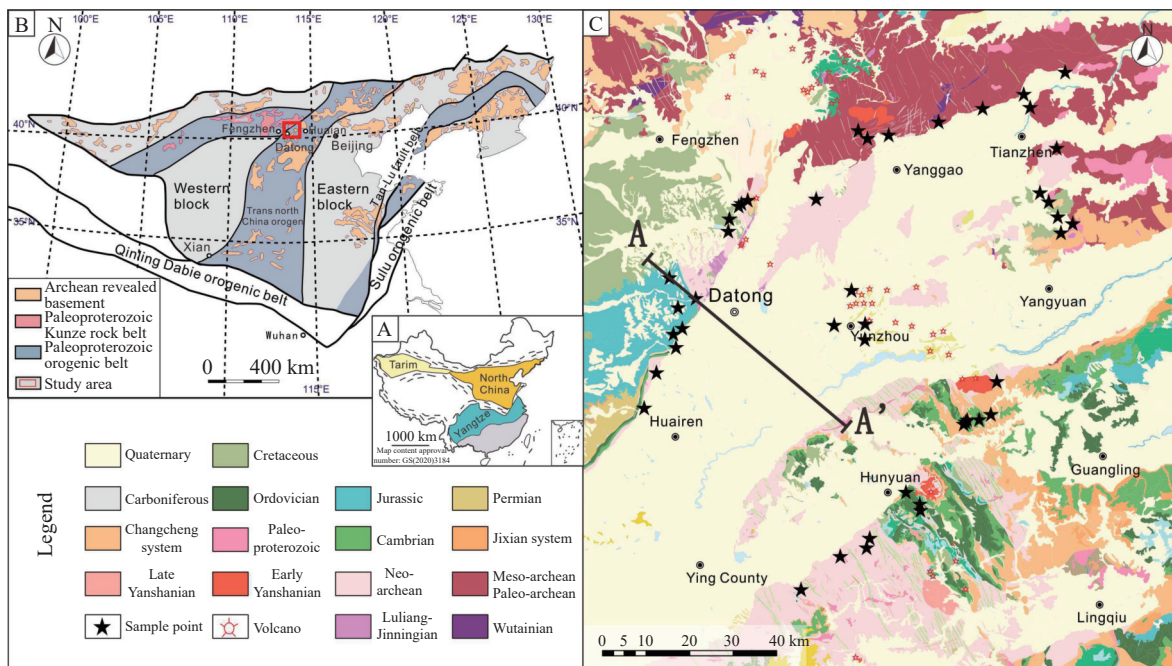 B
N
100°E
105°E
110°E
115°E
120°E
125°E
130°E
40°N
40°N
Fengzhen
Huaian
Datong
Beijing
Tan-Lu fault belt
Western
block
Eastern
block
Trans north
China orogen
35°N
35°N
Xian
Qinling Dabie orogenic belt
Sulu orogenic belt
Wuhan
115°E
Archean revealed
basement
Paleoproterozoic
Kunze rock belt
Paleoproterozoic
orogenic belt
Study area
0 400 km
A
Tarim
North
China
Yangtze
1000 km
Map content approval
number: GS(2020)3184
Legend
Quaternary
Cretaceous
Carboniferous
Ordovician
Jurassic
Permian
Changcheng
system
Paleo-
proterozoic
Cambrian
Jixian system
Late
Yanshanian
Early
Yanshanian
Neo-
archean
Meso-archean
Paleo-archean
Sample point
Volcano
Luliang-
Jinningian
Wutainian
C
N
Fengzhen
Yanggao
Tianzhen
A
Datong
Yangyuan
Yunzhou
A'
Huairen
Guangling
Hunyuan
Ying County
Lingqiu
0 5 10 20 30 40 km